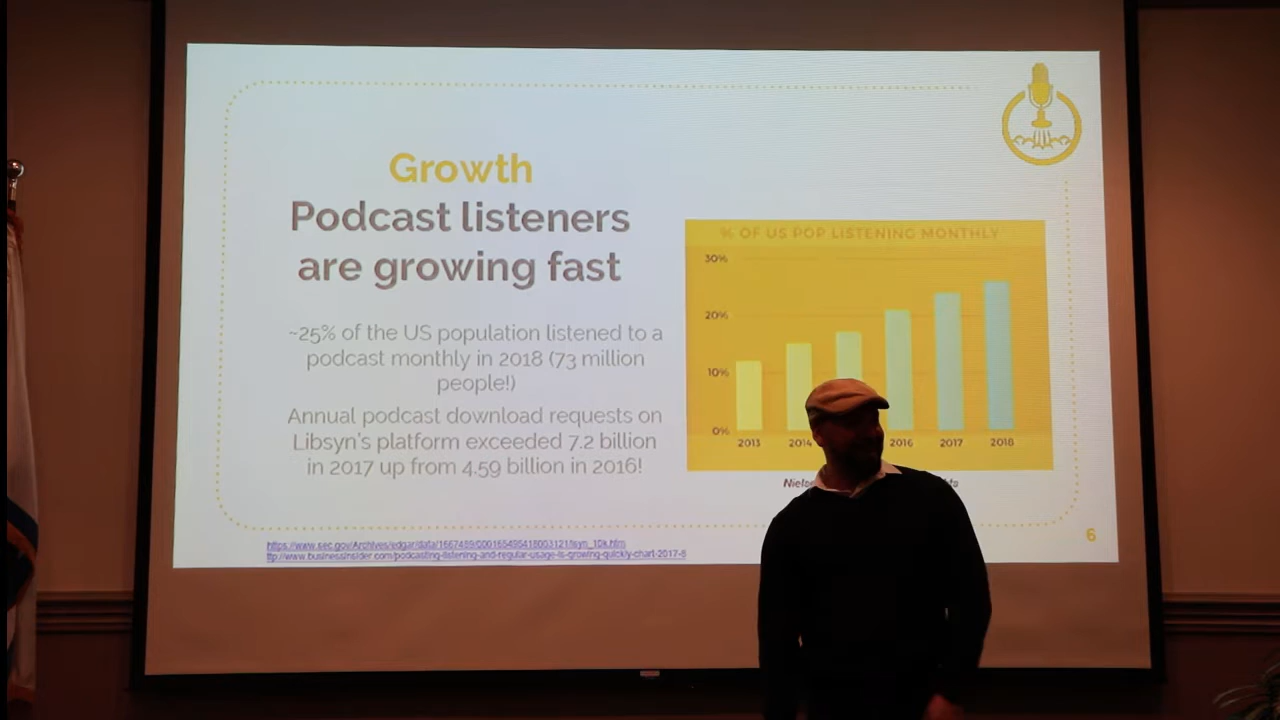 Growth
Podcast listeners
are growing fast
~25% of the US population listened to a
podcast monthly in 2018 (73 million
people!)
Annual podcast download requests on
Libsyn's platform exceeded 7.2 billion
in 2017 up from 4.59 billion in 2016!
% OF US POP LISTENING MONTHLY
30%
20%
10%
0%
2013 2014 2016 2017 2018
6